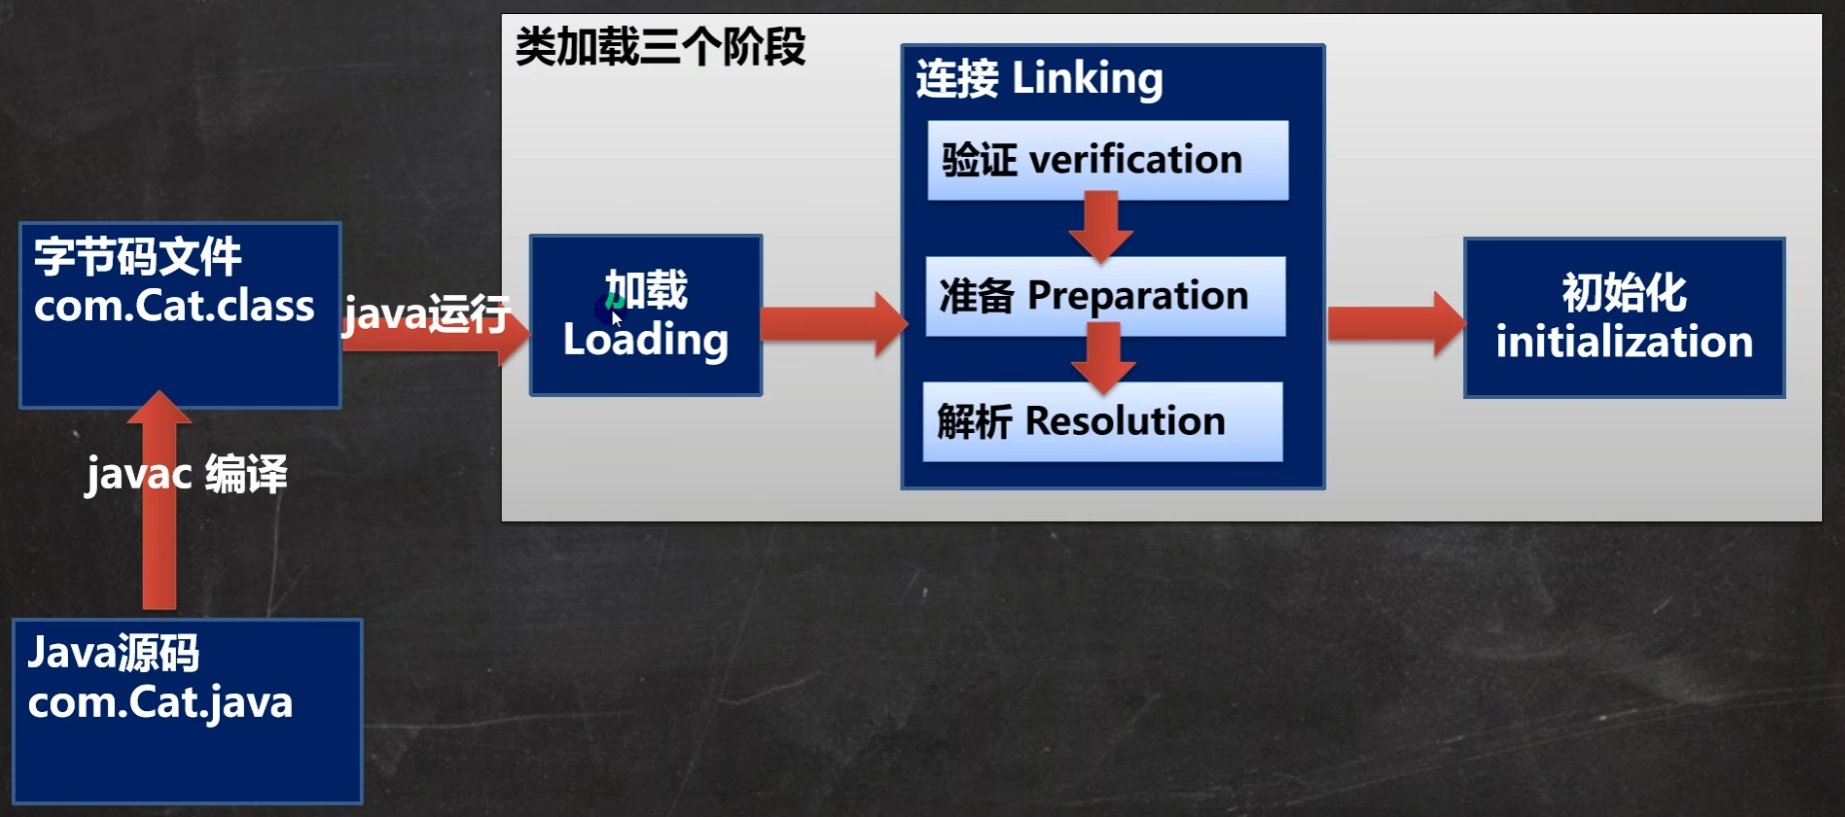 类加载三个阶段
连接 Linking
验证 verification
准备 Preparation
解析 Resolution
加载
Loading
初始化
initialization
字节码文件
com.Cat.class
java运行
javac 编译
Java源码
com.Cat.java